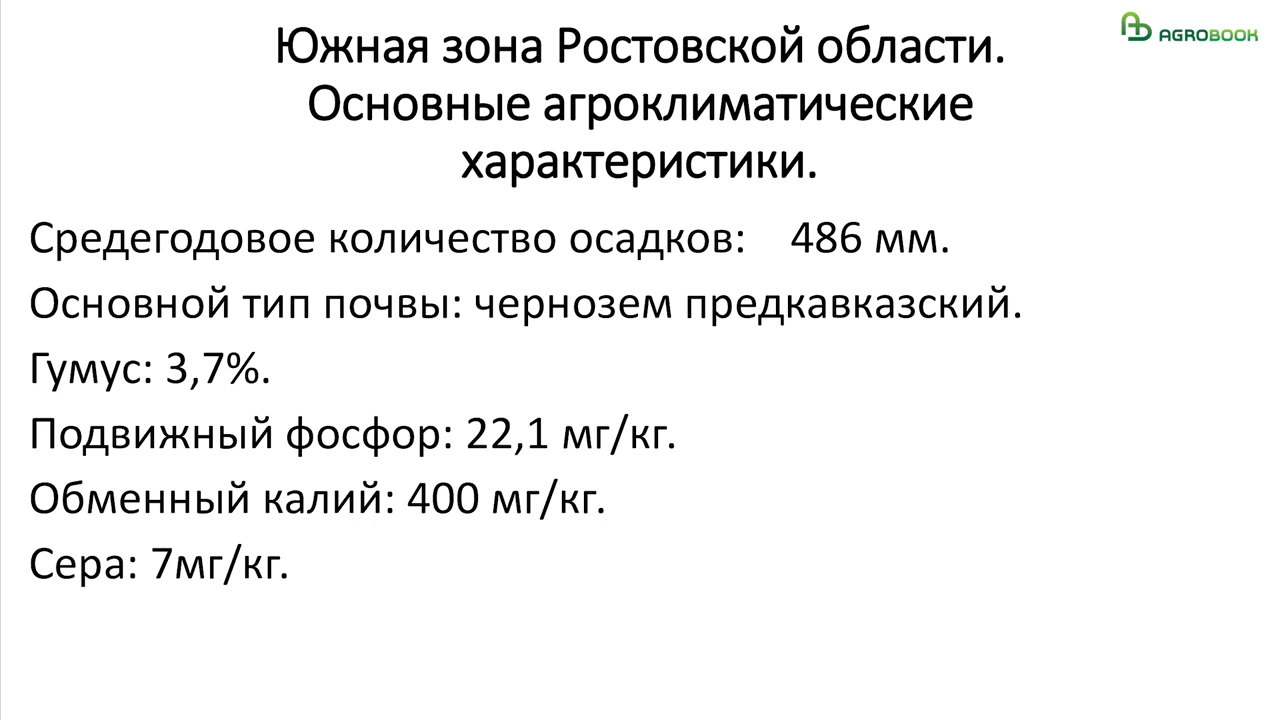 AGROBOOK
Южная зона Ростовской области.
Основные агроклиматические
характеристики.
Средегодовое количество осадков: 486 мм.
Основной тип почвы: чернозем предкавказский.
Гумус: 3,7%.
Подвижный фосфор: 22,1 мг/кг.
Обменный калий: 400 мг/кг.
Сера: 7мг/кг.